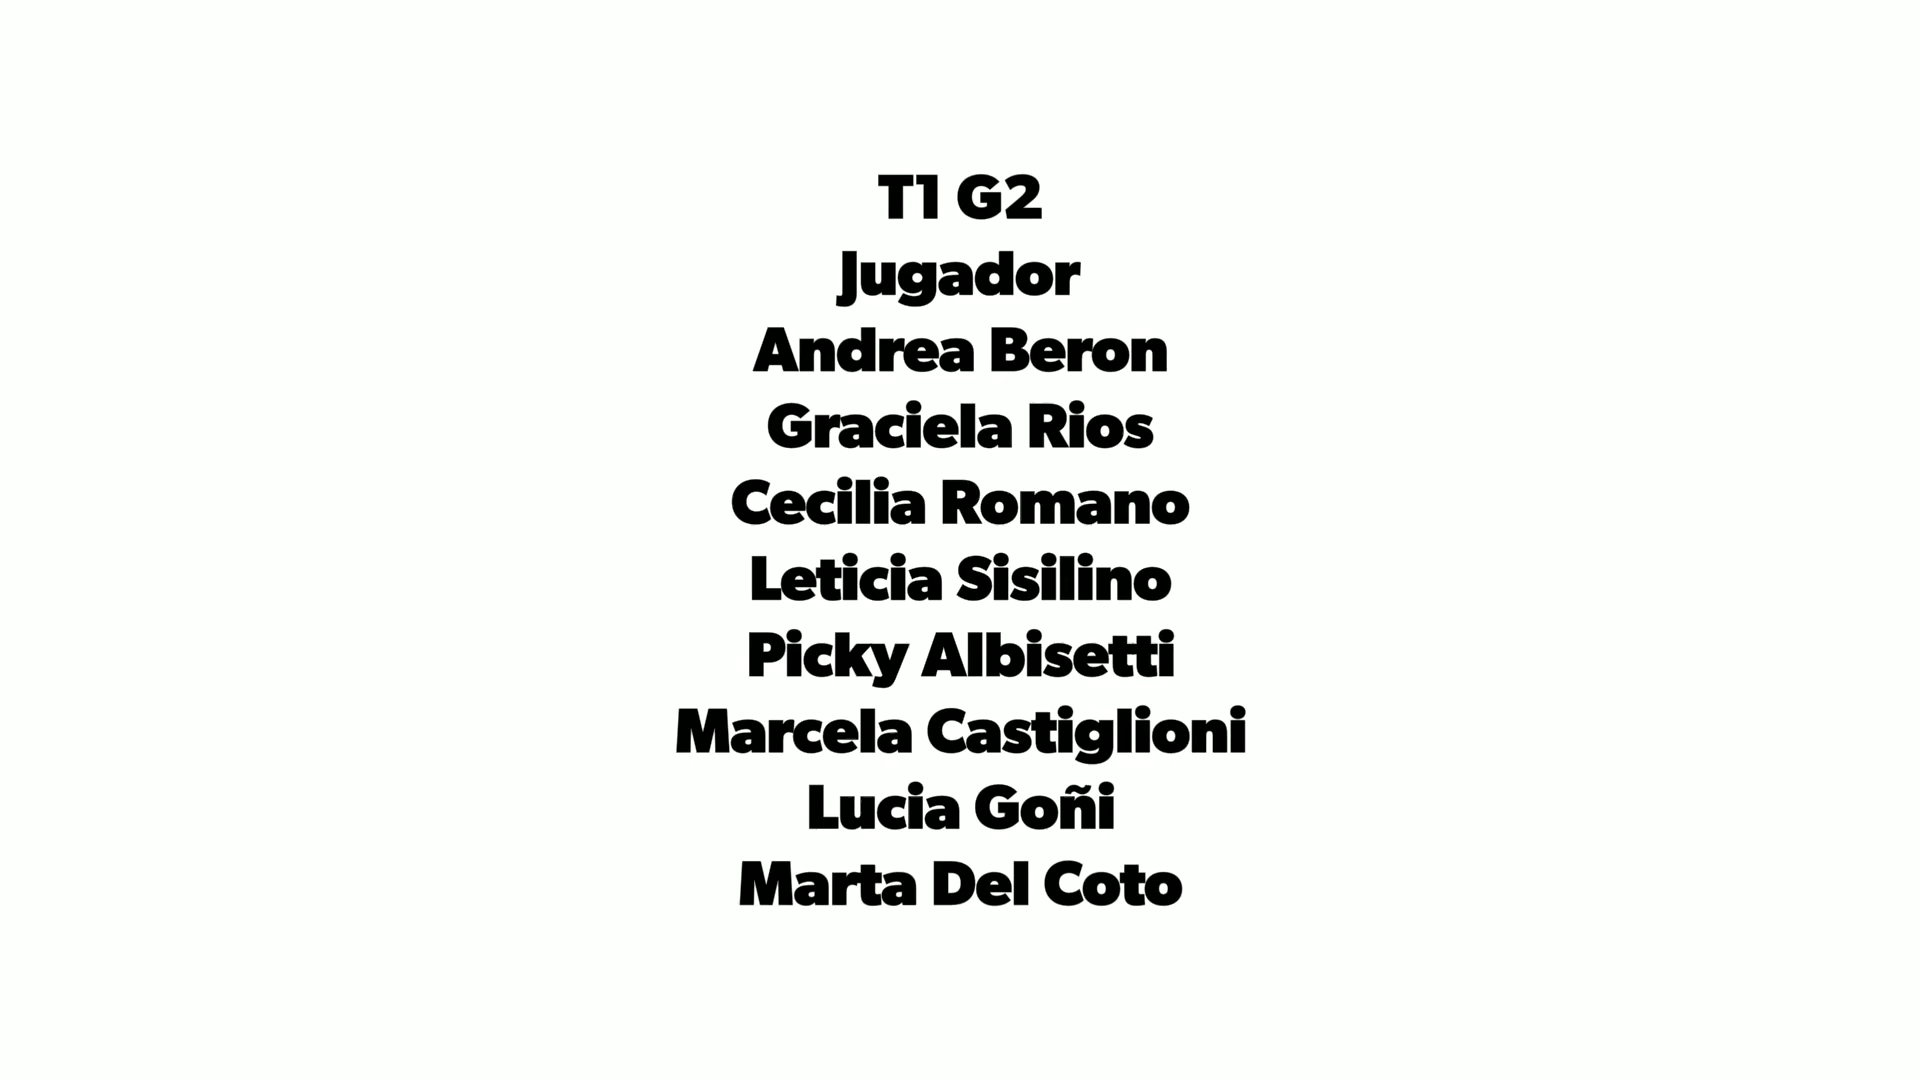 T1 G2
Jugador
Andrea Beron
Graciela Rios
Cecilia Romano
Leticia Sisilino
Picky Albisetti
Marcela Castiglioni
Lucia Goñi
Marta Del Coto